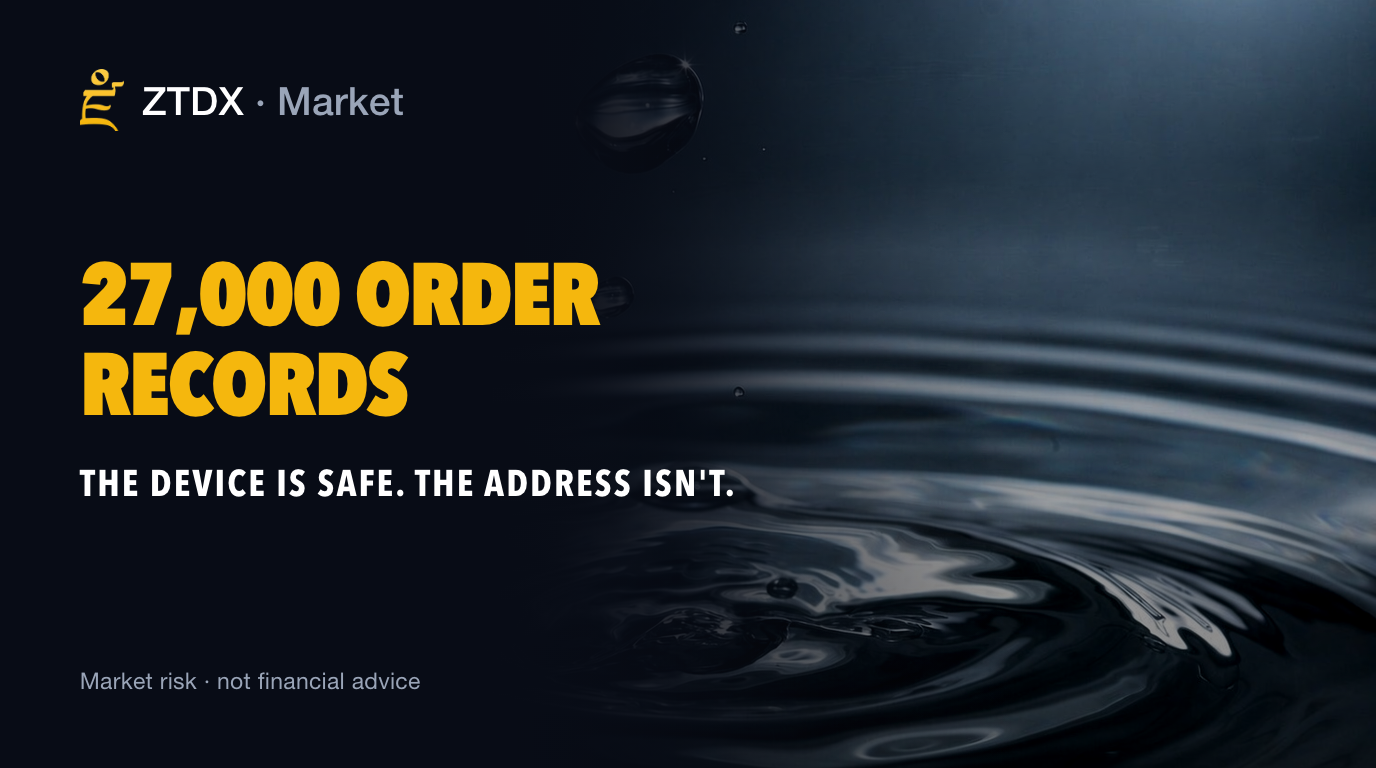 ZTDX · Market
27,000 ORDER
RECORDS
THE DEVICE IS SAFE. THE ADDRESS ISN'T.
Market risk · not financial advice